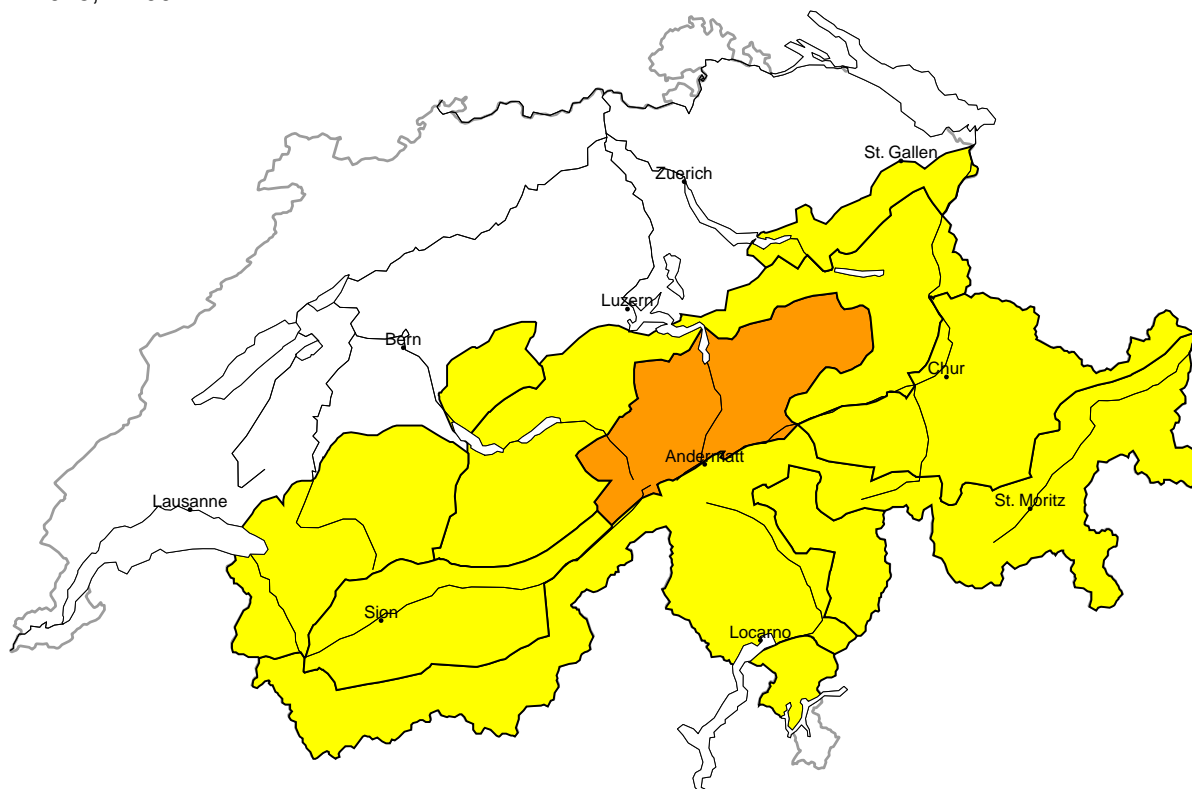 St. Gallen
Zuerich
Luzern
Bern
Chur
Andermatt
Lausanne
St. Moritz
Sion
Locarno